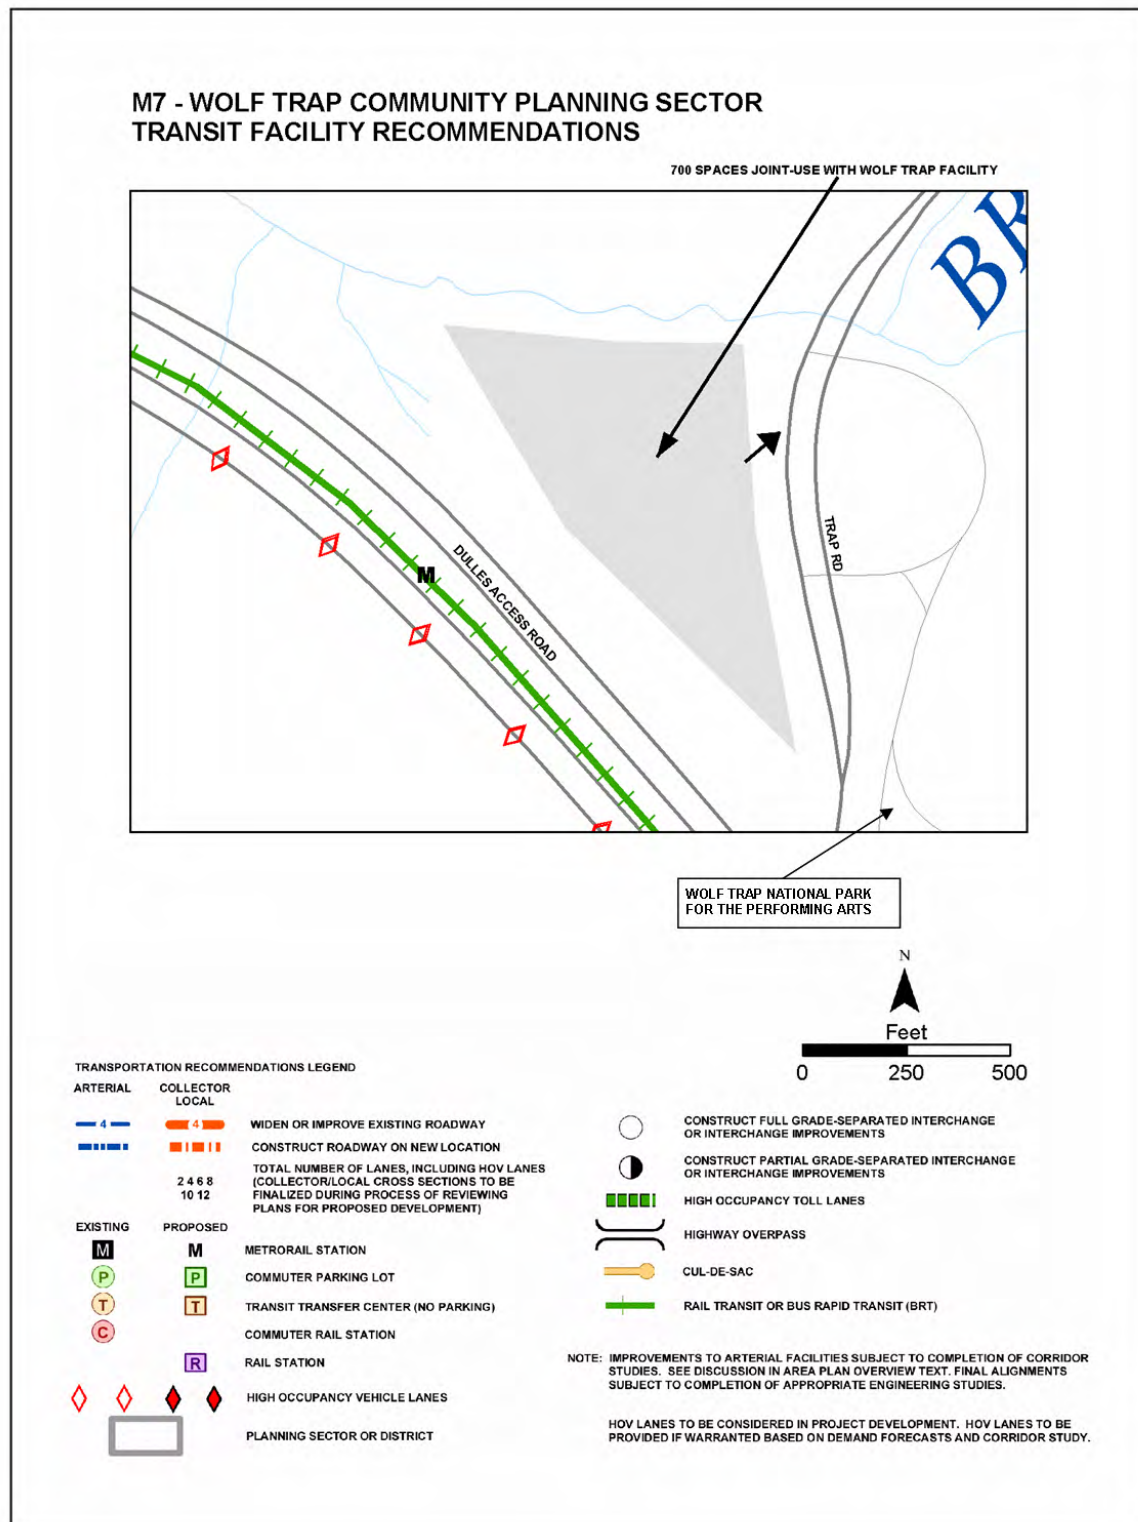 M7 - WOLF TRAP COMMUNITY PLANNING SECTOR
TRANSIT FACILITY RECOMMENDATIONS
700 SPACES JOINT-USE WITH WOLF TRAP FACILITY
BR
TRAP RD
DULLES ACCESS ROAD
M
WOLF TRAP NATIONAL PARK
FOR THE PERFORMING ARTS
N
Feet
0 250 500
TRANSPORTATION RECOMMENDATIONS LEGEND
ARTERIAL COLLECTOR
LOCAL
4 4 WIDEN OR IMPROVE EXISTING ROADWAY
CONSTRUCT ROADWAY ON NEW LOCATION
TOTAL NUMBER OF LANES, INCLUDING HOV LANES
2 4 6 8 (COLLECTOR/LOCAL CROSS SECTIONS TO BE
10 12 FINALIZED DURING PROCESS OF REVIEWING
PLANS FOR PROPOSED DEVELOPMENT)
EXISTING PROPOSED
M M METRORAIL STATION
P P COMMUTER PARKING LOT
T T TRANSIT TRANSFER CENTER (NO PARKING)
C COMMUTER RAIL STATION
R RAIL STATION
HIGH OCCUPANCY VEHICLE LANES
PLANNING SECTOR OR DISTRICT
CONSTRUCT FULL GRADE-SEPARATED INTERCHANGE
OR INTERCHANGE IMPROVEMENTS
CONSTRUCT PARTIAL GRADE-SEPARATED INTERCHANGE
OR INTERCHANGE IMPROVEMENTS
HIGH OCCUPANCY TOLL LANES
HIGHWAY OVERPASS
CUL-DE-SAC
RAIL TRANSIT OR BUS RAPID TRANSIT (BRT)
NOTE: IMPROVEMENTS TO ARTERIAL FACILITIES SUBJECT TO COMPLETION OF CORRIDOR
STUDIES. SEE DISCUSSION IN AREA PLAN OVERVIEW TEXT. FINAL ALIGNMENTS
SUBJECT TO COMPLETION OF APPROPRIATE ENGINEERING STUDIES.
HOV LANES TO BE CONSIDERED IN PROJECT DEVELOPMENT. HOV LANES TO BE
PROVIDED IF WARRANTED BASED ON DEMAND FORECASTS AND CORRIDOR STUDY.